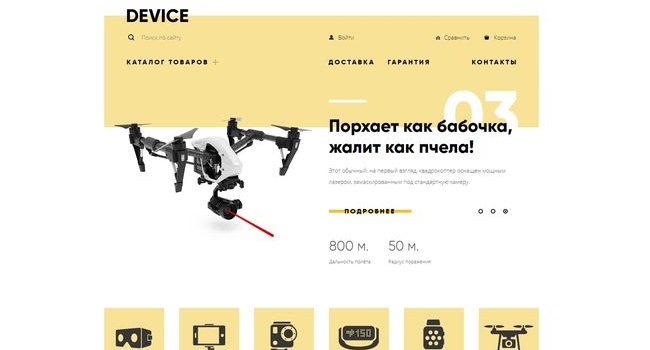 DEVICE
Поиск по сайту
Войти
Сравнить
Корзина
КАТАЛОГ ТОВАРОВ +
ДОСТАВКА
ГАРАНТИЯ
КОНТАКТЫ
03
Порхает как бабочка,
жалит как пчела!
Этот обычный, на первый взгляд, квадрокоптер оснащен мощным
лазером, замаскированным под стандартную камеру.
ПОДРОБНЕЕ
800 м.
50 м.
Дальность полёта
Радиус поражения
150